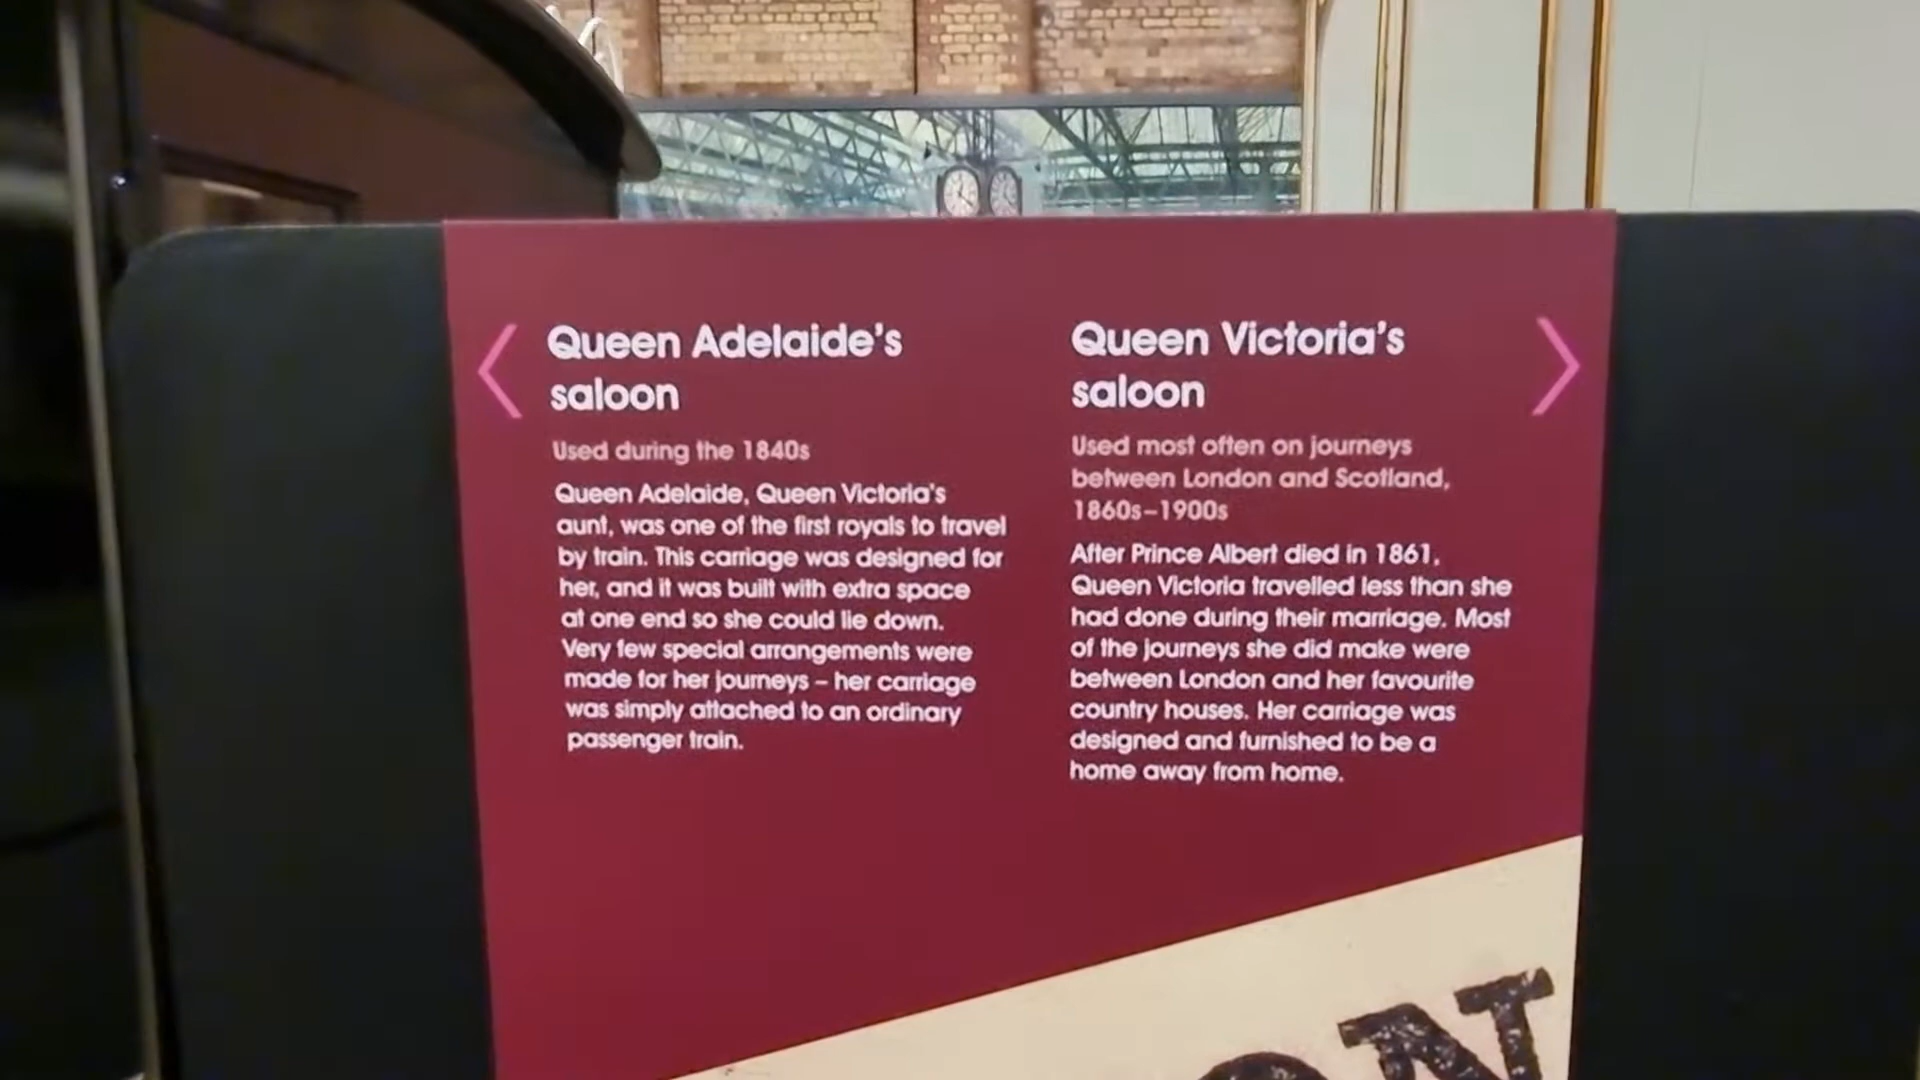 Queen Adelaide's
saloon
Used during the 1840s
Queen Adelaide, Queen Victoria's
aunt, was one of the first royals to travel
by train. This carriage was designed for
her, and it was built with extra space
at one end so she could lie down.
Very few special arrangements were
made for her journeys – her carriage
was simply attached to an ordinary
passenger train.
Queen Victoria's
saloon
Used most often on journeys
between London and Scotland,
1860s–1900s
After Prince Albert died in 1861,
Queen Victoria travelled less than she
had done during their marriage. Most
of the journeys she did make were
between London and her favourite
country houses. Her carriage was
designed and furnished to be a
home away from home.
ON